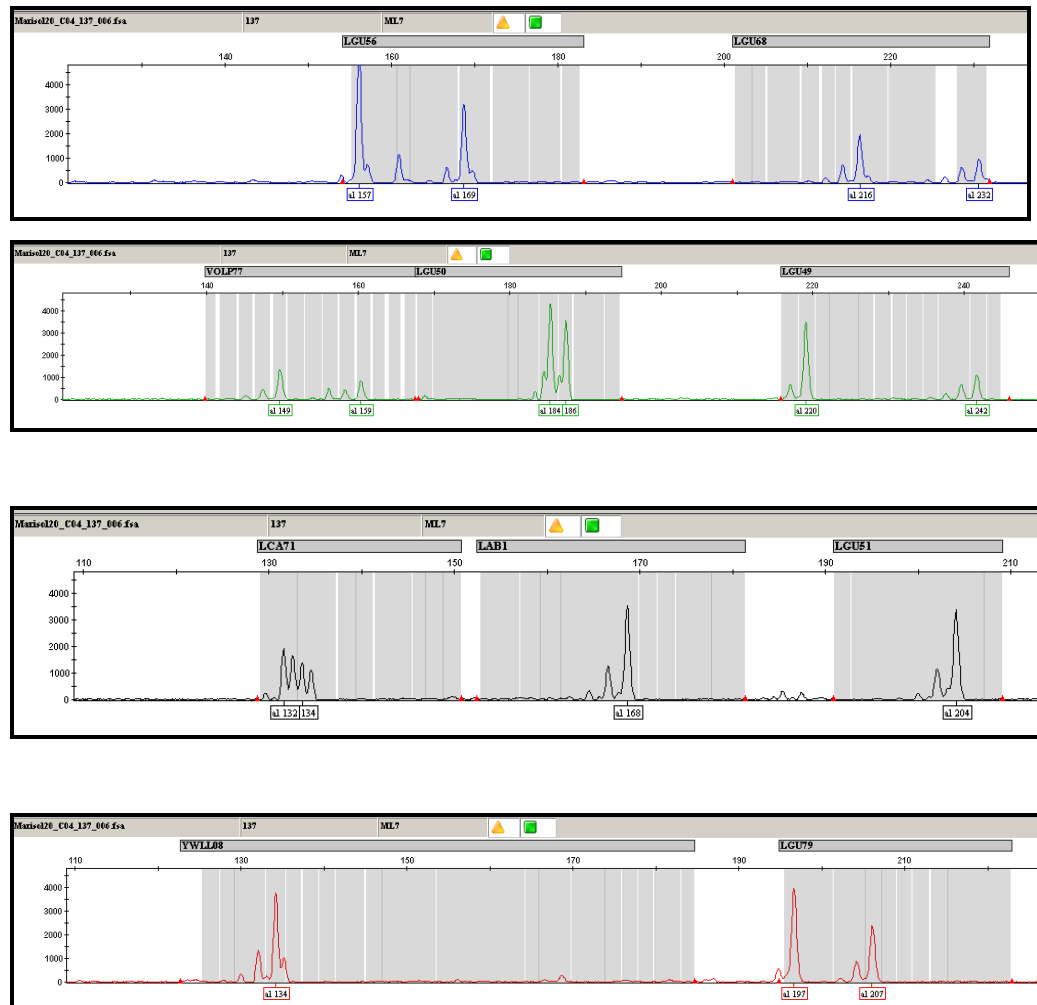 Marisol20_C04_137_006.fsa 137 ML7
LGU56 LGU68
140 160 180 200 220
4000
3000
2000
1000
0
al 157 al 169 al 216 al 232
Marisol20_C04_137_006.fsa 137 ML7
VOLP77 LGU50 LGU49
140 160 180 200 220 240
4000
3000
2000
1000
0
al 149 al 159 al 184 186 al 220 al 242
Marisol20_C04_137_006.fsa 137 ML7
LCA71 LAB1 LGU51
110 130 150 170 190 210
4000
3000
2000
1000
0
al 132 134 al 168 al 204
Marisol20_C04_137_006.fsa 137 ML7
YWLL08 LGU79
110 130 150 170 190 210
4000
3000
2000
1000
0
al 134 al 197 al 207